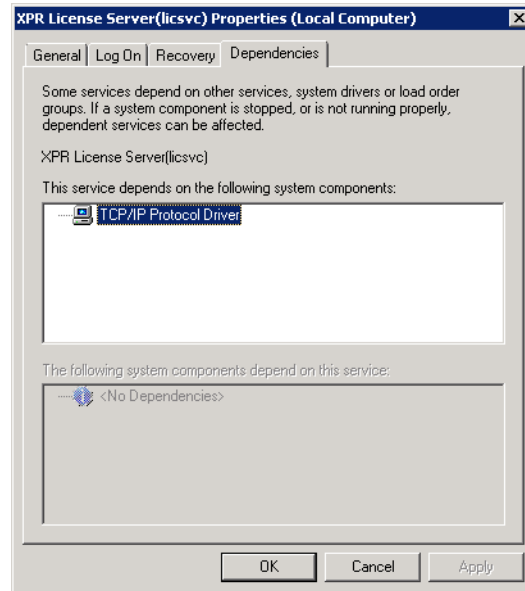 XPR License Server(licsvc) Properties (Local Computer)
General Log On Recovery Dependencies
Some services depend on other services, system drivers or load order
groups. If a system component is stopped, or is not running properly,
dependent services can be affected.
XPR License Server(licsvc)
This service depends on the following system components:
TCP/IP Protocol Driver
The following system components depend on this service:
<No Dependencies>
OK Cancel Apply